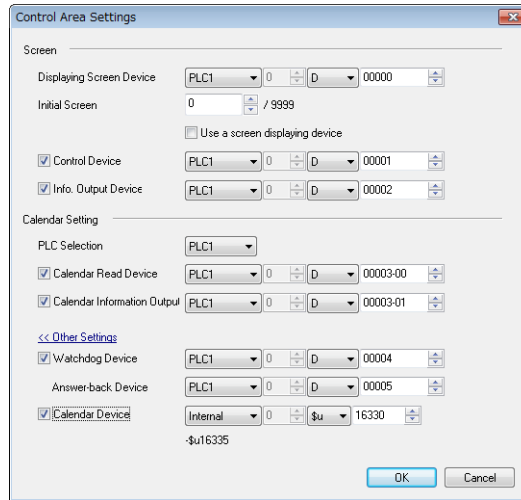 Control Area Settings
Screen
Displaying Screen Device PLC1 0 D 00000
Initial Screen 0 / 9999
Use a screen displaying device
Control Device PLC1 0 D 00001
Info. Output Device PLC1 0 D 00002
Calendar Setting
PLC Selection PLC1
Calendar Read Device PLC1 0 D 00003-00
Calendar Information Output PLC1 0 D 00003-01
<< Other Settings
Watchdog Device PLC1 0 D 00004
Answer-back Device PLC1 0 D 00005
Calendar Device Internal 0 $u 16330
-$u16335
OK Cancel